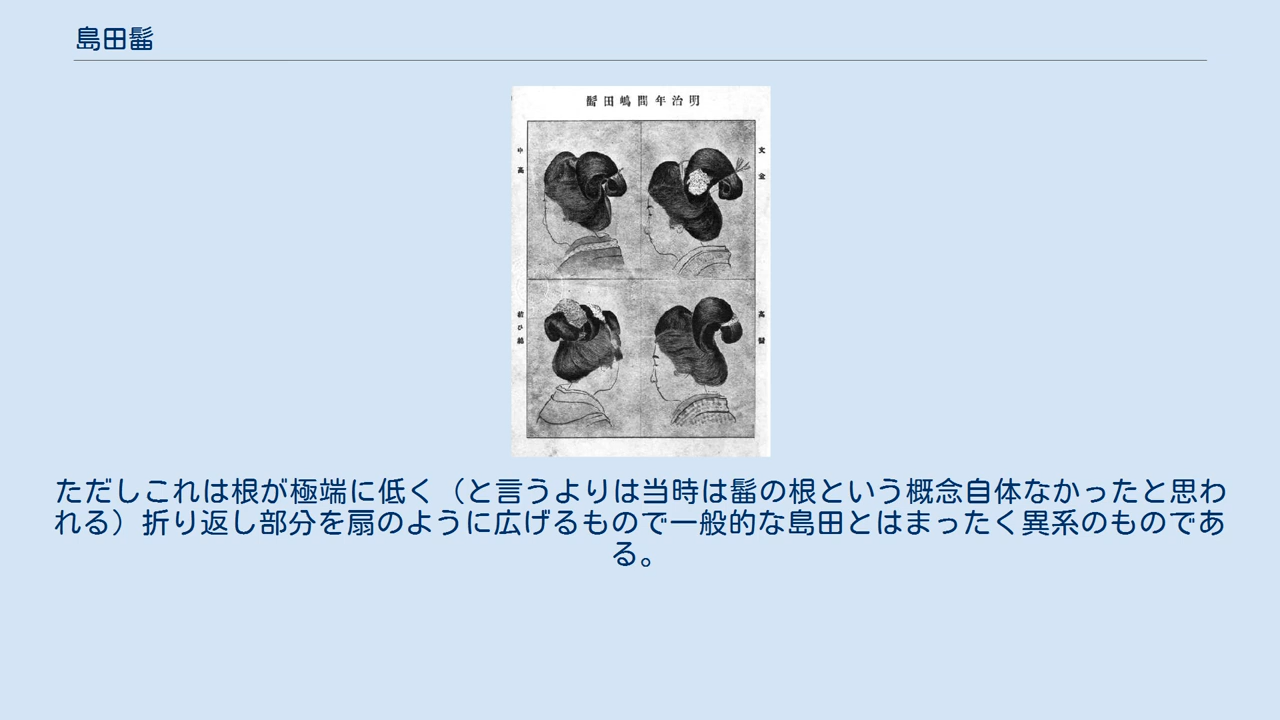 島田髷
髷田嶋間年治明
中高
文金
結ひ綿
高髷
ただしこれは根が極端に低く（と言うよりは当時は髷の根という概念自体なかったと思わ
れる）折り返し部分を扇のように広げるもので一般的な島田とはまったく異系のものであ
る。